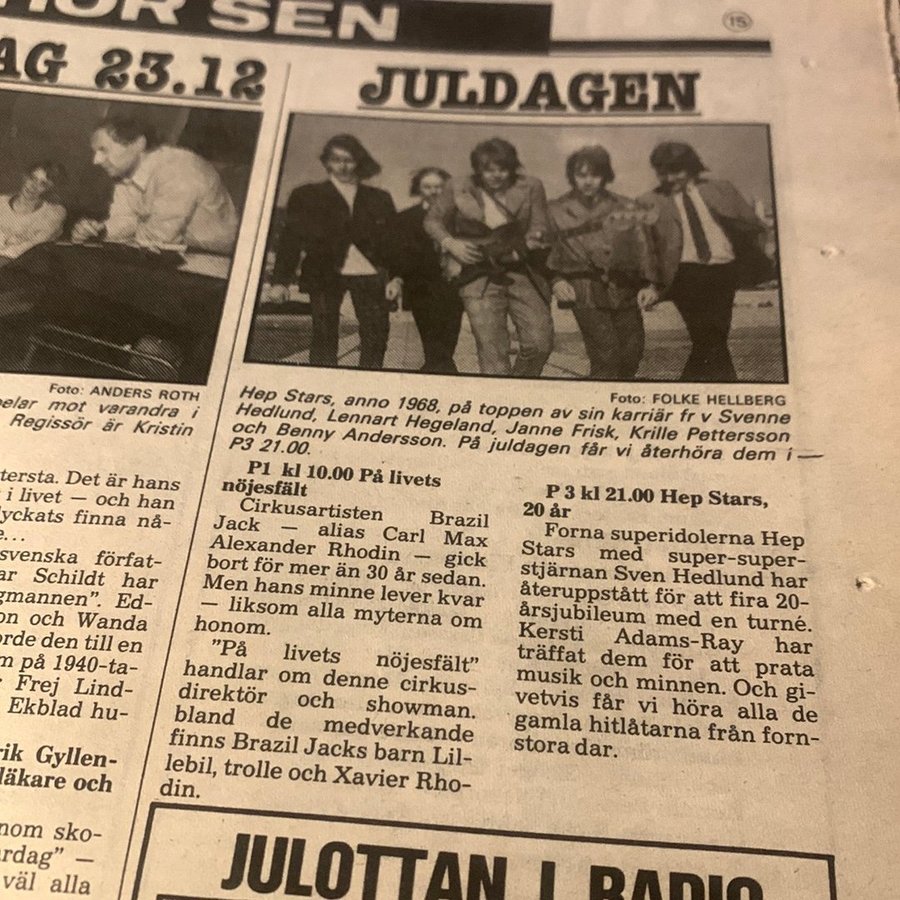 HÖR SEN
15
AG 23.12
Foto: ANDERS ROTH
elar mot varandra i
Regissör är Kristin
tersta. Det är hans
i livet — och han
lyckats finna nå-
e...
svenska förfat-
ar Schildt har
gmannen”. Ed-
on och Wanda
orde den till en
m på 1940-ta-
Frej Lind-
Ekblad hu-
rik Gyllen-
läkare och
nom sko-
rdag” —
väl alla
JULDAGEN
Foto: FOLKE HELLBERG
Hep Stars, anno 1968, på toppen av sin karriär fr v Svenne
Hedlund, Lennart Hegeland, Janne Frisk, Krille Pettersson
och Benny Andersson. På juldagen får vi återhöra dem i —
P3 21.00.
P1 kl 10.00 På livets
nöjesfält
Cirkusartisten Brazil
Jack — alias Carl Max
Alexander Rhodin — gick
bort för mer än 30 år sedan.
Men hans minne lever kvar
— liksom alla myterna om
honom.
”På livets nöjesfält”
handlar om denne cirkus-
direktör och showman.
bland de medverkande
finns Brazil Jacks barn Lil-
lebil, trolle och Xavier Rho-
din.
P 3 kl 21.00 Hep Stars,
20 år
Forna superidolerna Hep
Stars med super-super-
stjärnan Sven Hedlund har
återuppstått för att fira 20-
årsjubileum med en turné.
Kersti Adams-Ray har
träffat dem för att prata
musik och minnen. Och gi-
vetvis får vi höra alla de
gamla hitlåtarna från forn-
stora dar.
JULOTTAN I RADIO